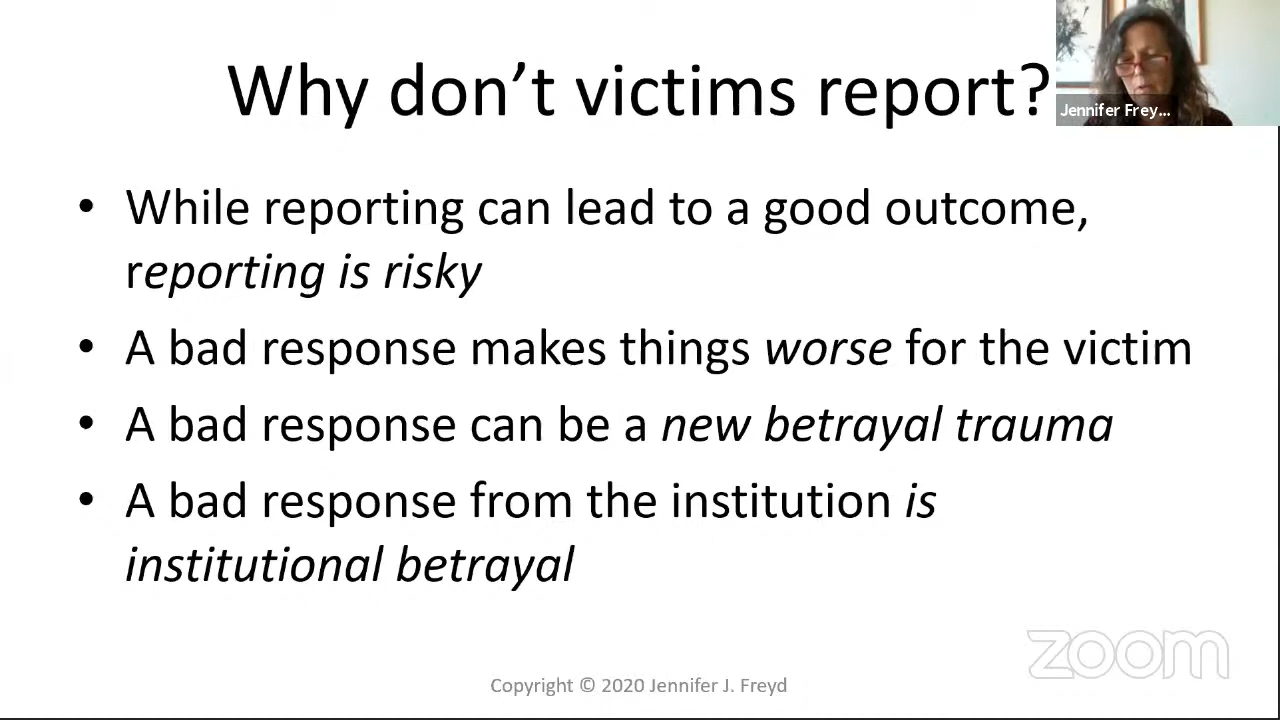 Why don’t victims report?
Jennifer Frey...
• While reporting can lead to a good outcome,
reporting is risky
• A bad response makes things worse for the victim
• A bad response can be a new betrayal trauma
• A bad response from the institution is
institutional betrayal
zoom
Copyright © 2020 Jennifer J. Freyd